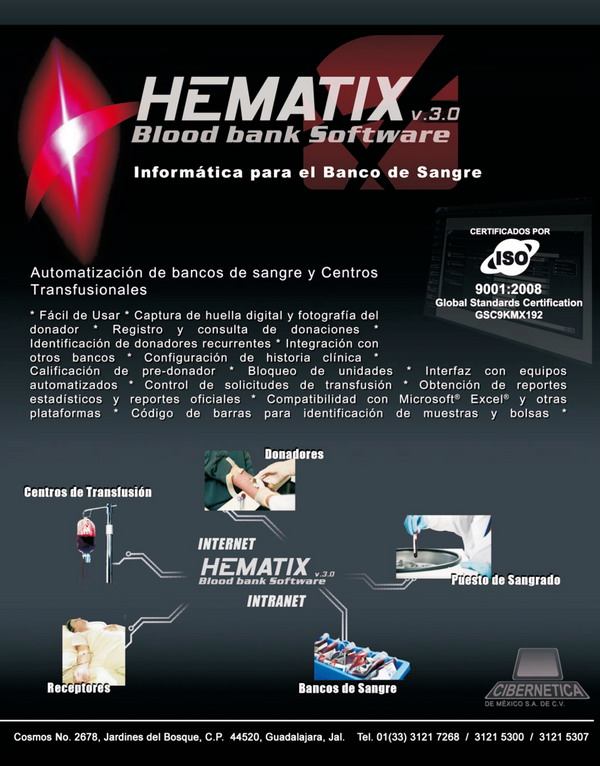 HEMATIX v.3.0
Blood bank Software
Informática para el Banco de Sangre
CERTIFICADOS POR
ISO
9001:2008
Global Standards Certification
GSC9KMX192
Automatización de bancos de sangre y Centros
Transfusionales
* Fácil de Usar * Captura de huella digital y fotografía del
donador * Registro y consulta de donaciones *
Identificación de donadores recurrentes * Integración con
otros bancos * Configuración de historia clínica *
Calificación de pre-donador * Bloqueo de unidades * Interfaz con equipos
automatizados * Control de solicitudes de transfusión * Obtención de reportes
estadísticos y reportes oficiales * Compatibilidad con Microsoft® Excel® y otras
plataformas * Código de barras para identificación de muestras y bolsas *
Donadores
Centros de Transfusión
INTERNET
HEMATIX v.3.0
Blood bank Software
INTRANET
Puesto de Sangrado
Receptores
Bancos de Sangre
CIBERNETICA
DE MÉXICO S.A. DE C.V.
Cosmos No. 2678, Jardines del Bosque, C.P. 44520, Guadalajara, Jal. Tel. 01(33) 3121 7268 / 3121 5300 / 3121 5307